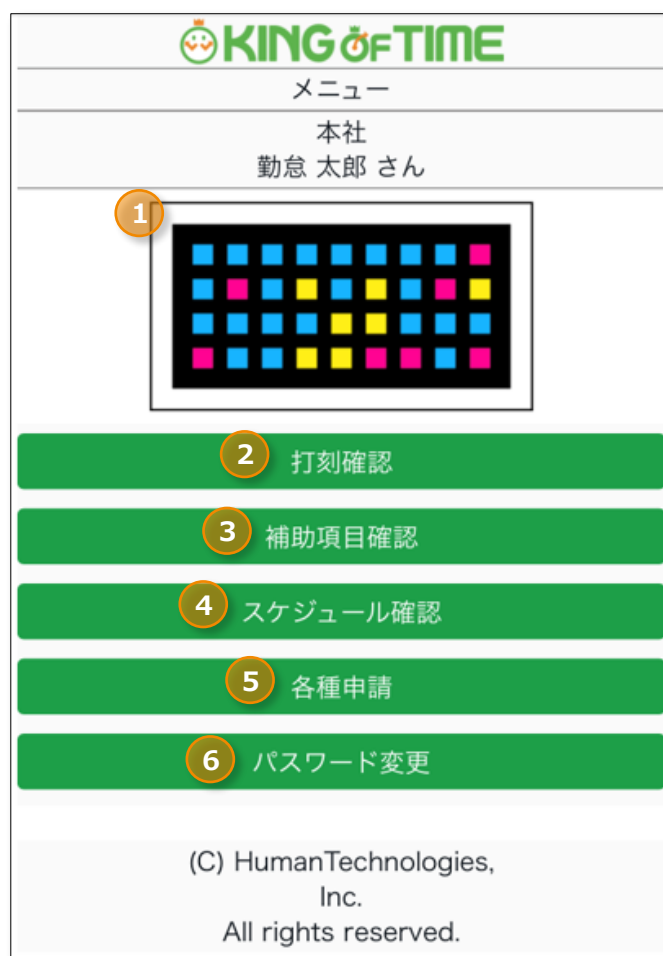 KING OF TIME
メニュー
本社
勤怠 太郎 さん
1
2 打刻確認
3 補助項目確認
4 スケジュール確認
5 各種申請
6 パスワード変更
(C) HumanTechnologies,
Inc.
All rights reserved.